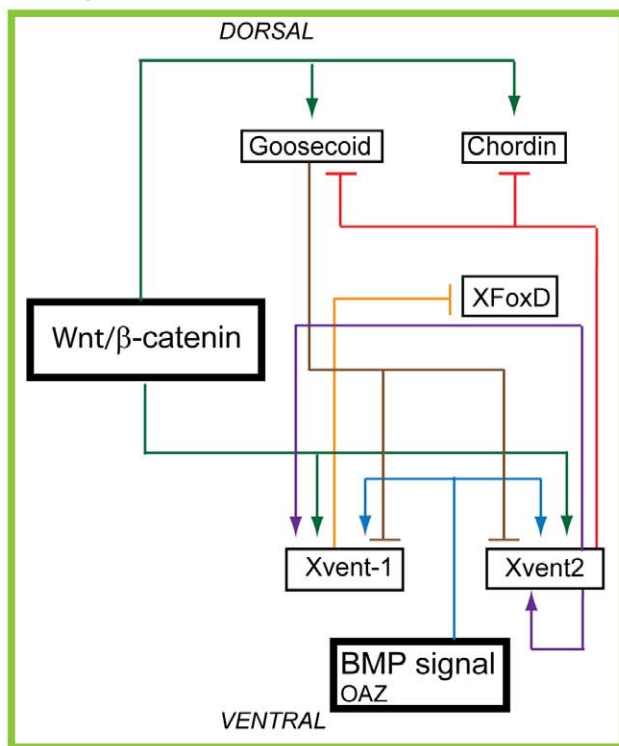 DORSAL
Goosecoid
Chordin
XFoxD
Wnt/β-catenin
Xvent-1
Xvent2
BMP signal
OAZ
VENTRAL